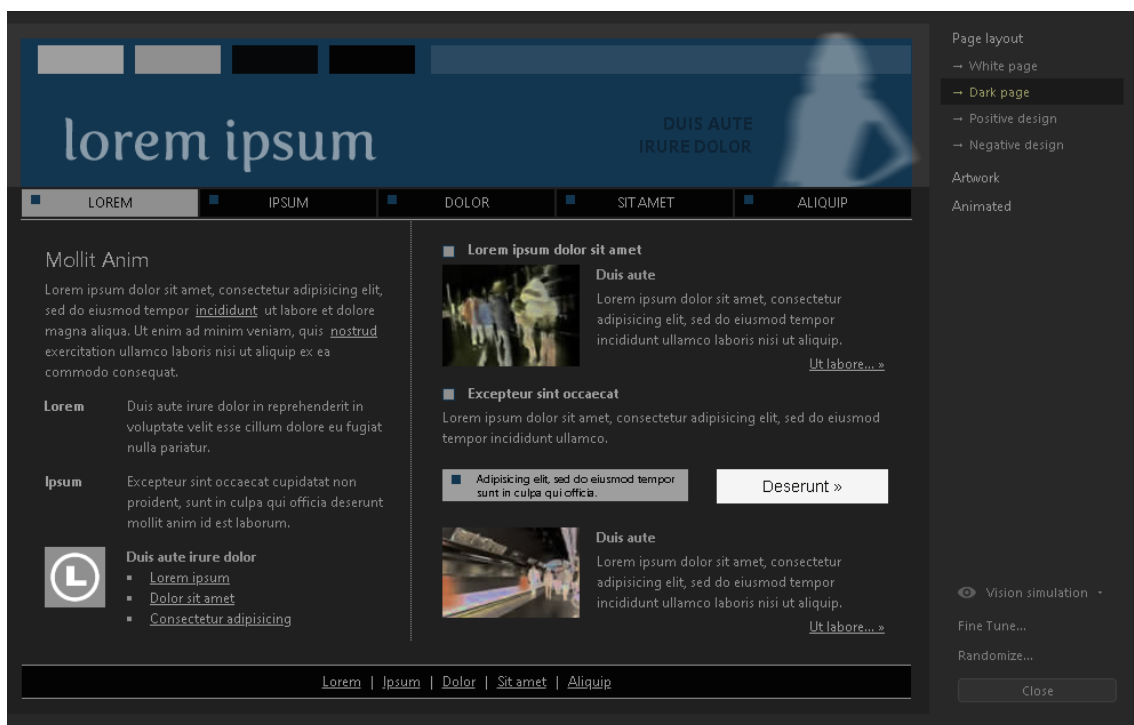 lorem ipsum
DUIS AUTE
IRURE DOLOR
LOREM
IPSUM
DOLOR
SIT AMET
ALIQUIP
Mollit Anim
Lorem ipsum dolor sit amet, consectetur adipisicing elit,
sed do eiusmod tempor incididunt ut labore et dolore
magna aliqua. Ut enim ad minim veniam, quis nostrud
exercitation ullamco laboris nisi ut aliquip ex ea
commodo consequat.
Lorem
Duis aute irure dolor in reprehenderit in
voluptate velit esse cillum dolore eu fugiat
nulla pariatur.
Ipsum
Excepteur sint occaecat cupidatat non
proident, sunt in culpa qui officia deserunt
mollit anim id est laborum.
L
Duis aute irure dolor
Lorem ipsum
Dolor sit amet
Consectetur adipisicing
Lorem ipsum dolor sit amet
Duis aute
Lorem ipsum dolor sit amet, consectetur
adipisicing elit, sed do eiusmod tempor
incididunt ullamco laboris nisi ut aliquip.
Ut labore... »
Excepteur sint occaecat
Lorem ipsum dolor sit amet, consectetur adipisicing elit, sed do eiusmod
tempor incididunt ullamco.
Adipisicing elit, sed do eiusmod tempor
sunt in culpa qui officia.
Deserunt »
Duis aute
Lorem ipsum dolor sit amet, consectetur
adipisicing elit, sed do eiusmod tempor
incididunt ullamco laboris nisi ut aliquip.
Ut labore... »
Lorem | Ipsum | Dolor | Sit amet | Aliquip
Page layout
→ White page
→ Dark page
→ Positive design
→ Negative design
Artwork
Animated
Vision simulation
Fine Tune...
Randomize...
Close